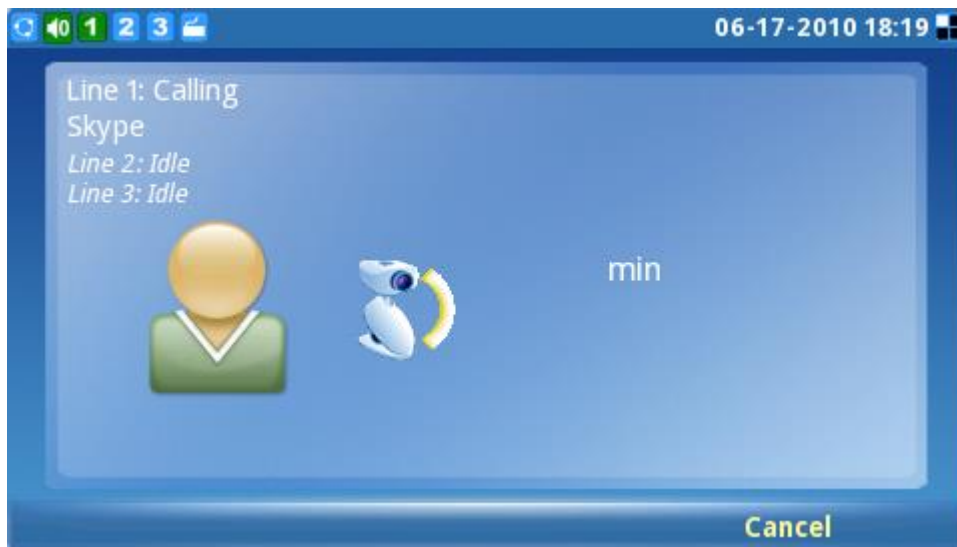 1 2 3 06-17-2010 18:19
Line 1: Calling
Skype
Line 2: Idle
Line 3: Idle
min
Cancel